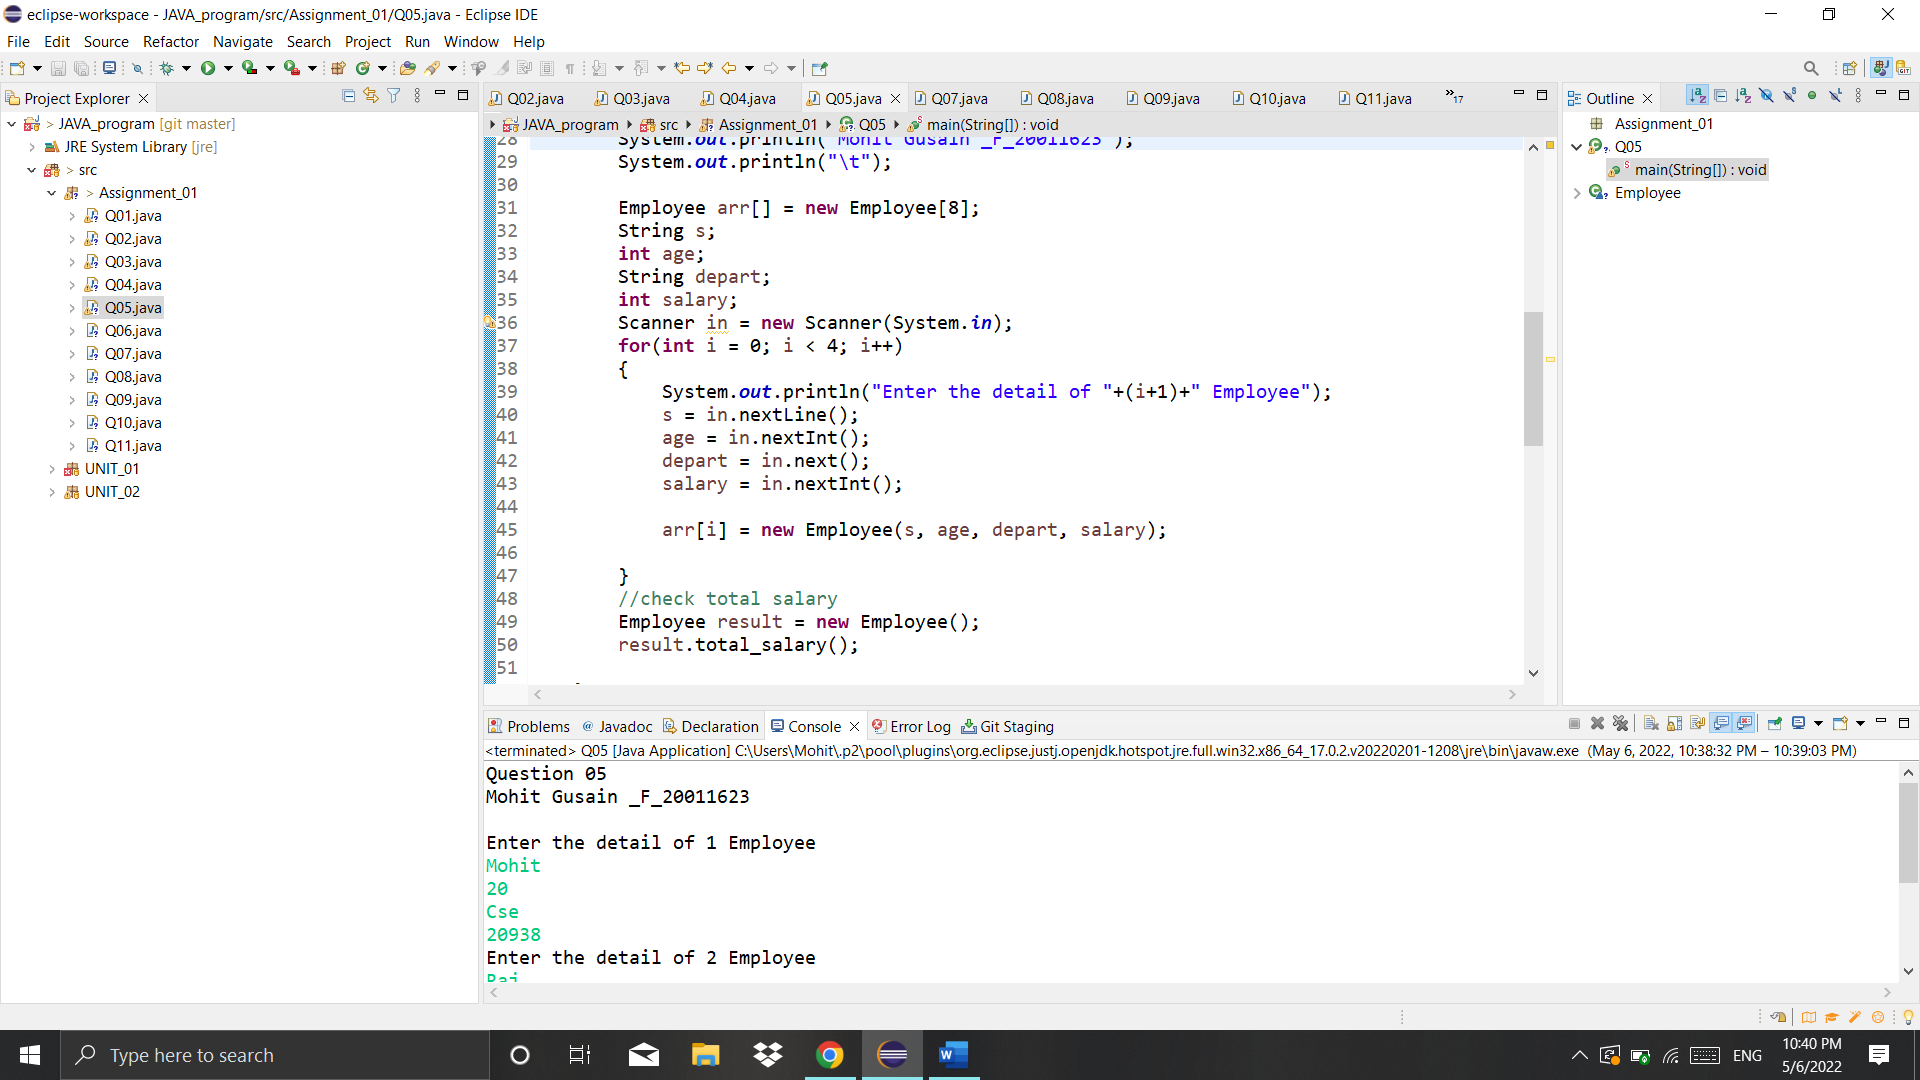 eclipse-workspace - JAVA_program/src/Assignment_01/Q05.java - Eclipse IDE
File Edit Source Refactor Navigate Search Project Run Window Help
Project Explorer
> JAVA_program [git master]
JRE System Library [jre]
> src
> Assignment_01
Q01.java
Q02.java
Q03.java
Q04.java
Q05.java
Q06.java
Q07.java
Q08.java
Q09.java
Q10.java
Q11.java
UNIT_01
UNIT_02
Q02.java Q03.java Q04.java Q05.java Q07.java Q08.java Q09.java Q10.java Q11.java »17
JAVA_program src Assignment_01 Q05 main(String[]) : void
28 System.out.println("Mohit Gusain _F_20011623");
29 System.out.println("\t");
30
31 Employee arr[] = new Employee[8];
32 String s;
33 int age;
34 String depart;
35 int salary;
36 Scanner in = new Scanner(System.in);
37 for(int i = 0; i < 4; i++)
38 {
39 System.out.println("Enter the detail of "+(i+1)+" Employee");
40 s = in.nextLine();
41 age = in.nextInt();
42 depart = in.next();
43 salary = in.nextInt();
44
45 arr[i] = new Employee(s, age, depart, salary);
46
47 }
48 //check total salary
49 Employee result = new Employee();
50 result.total_salary();
51
Outline
Assignment_01
Q05
main(String[]) : void
Employee
Problems @ Javadoc Declaration Console Error Log Git Staging
<terminated> Q05 [Java Application] C:\Users\Mohit\.p2\pool\plugins\org.eclipse.justj.openjdk.hotspot.jre.full.win32.x86_64_17.0.2.v20220201-1208\jre\bin\javaw.exe (May 6, 2022, 10:38:32 PM – 10:39:03 PM)
Question 05
Mohit Gusain _F_20011623
Enter the detail of 1 Employee
Mohit
20
Cse
20938
Enter the detail of 2 Employee
Raj
Type here to search
ENG
10:40 PM
5/6/2022